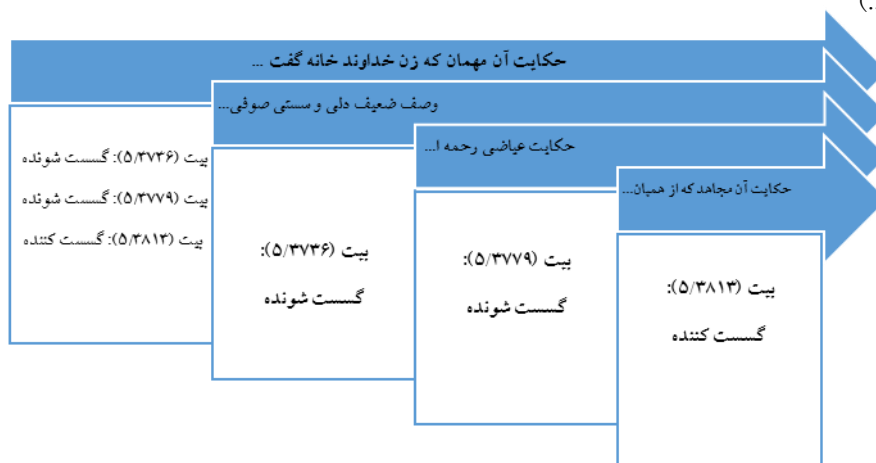 (..
حکایت آن مهمان که زن خداوند خانه گفت ...
وصف ضعیف دلی و سستی صوفی...
حکایت عیاضی رحمه ا...
حکایت آن مجاهد که از همیان...
بیت (۵/۳۷۳۶): گسست شونده
بیت (۵/۳۷۷۹): گسست شونده
بیت (۵/۳۸۱۳): گسست کننده
بیت (۵/۳۷۳۶):
گسست شونده
بیت (۵/۳۷۷۹):
گسست شونده
بیت (۵/۳۸۱۳):
گسست کننده